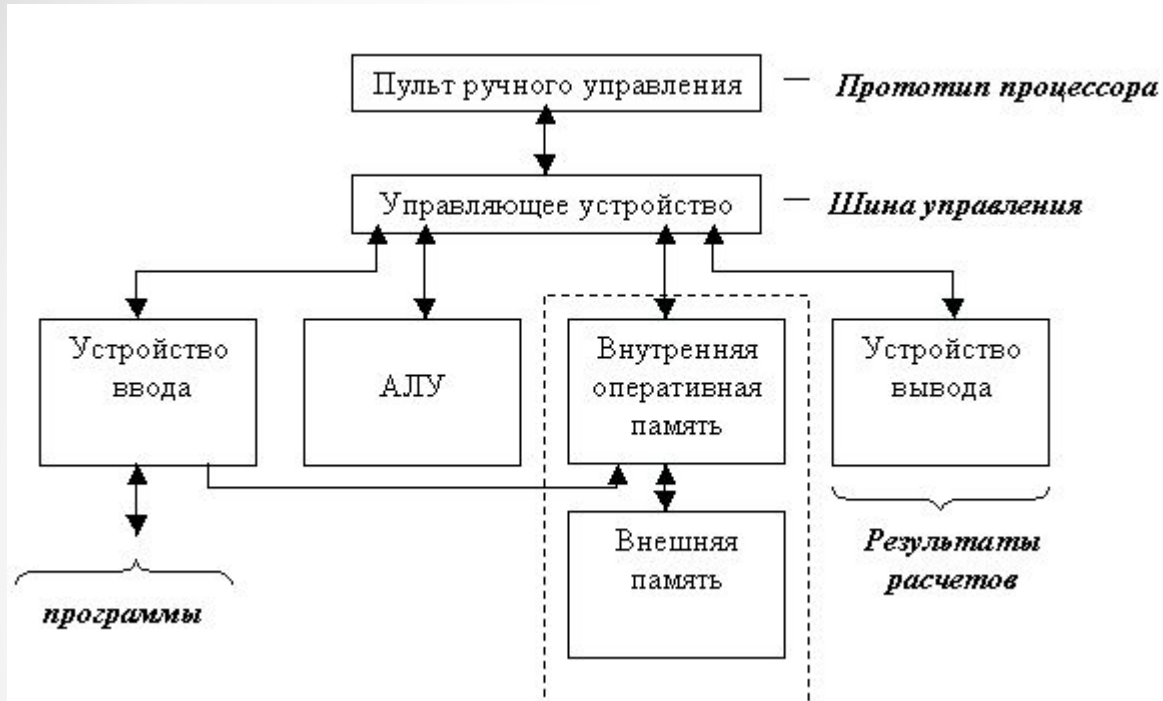 Пульт ручного управления
— Прототип процессора
Управляющее устройство
— Шина управления
Устройство
ввода
АЛУ
Внутренняя
оперативная
память
Устройство
вывода
Внешняя
память
Результаты
расчетов
программы